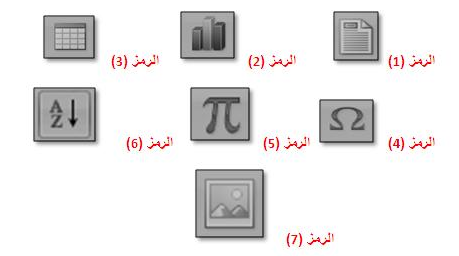 الرمز (1) الرمز (2) الرمز (3)
الرمز (4) Ω الرمز (5) π الرمز (6) A Z
الرمز (7)